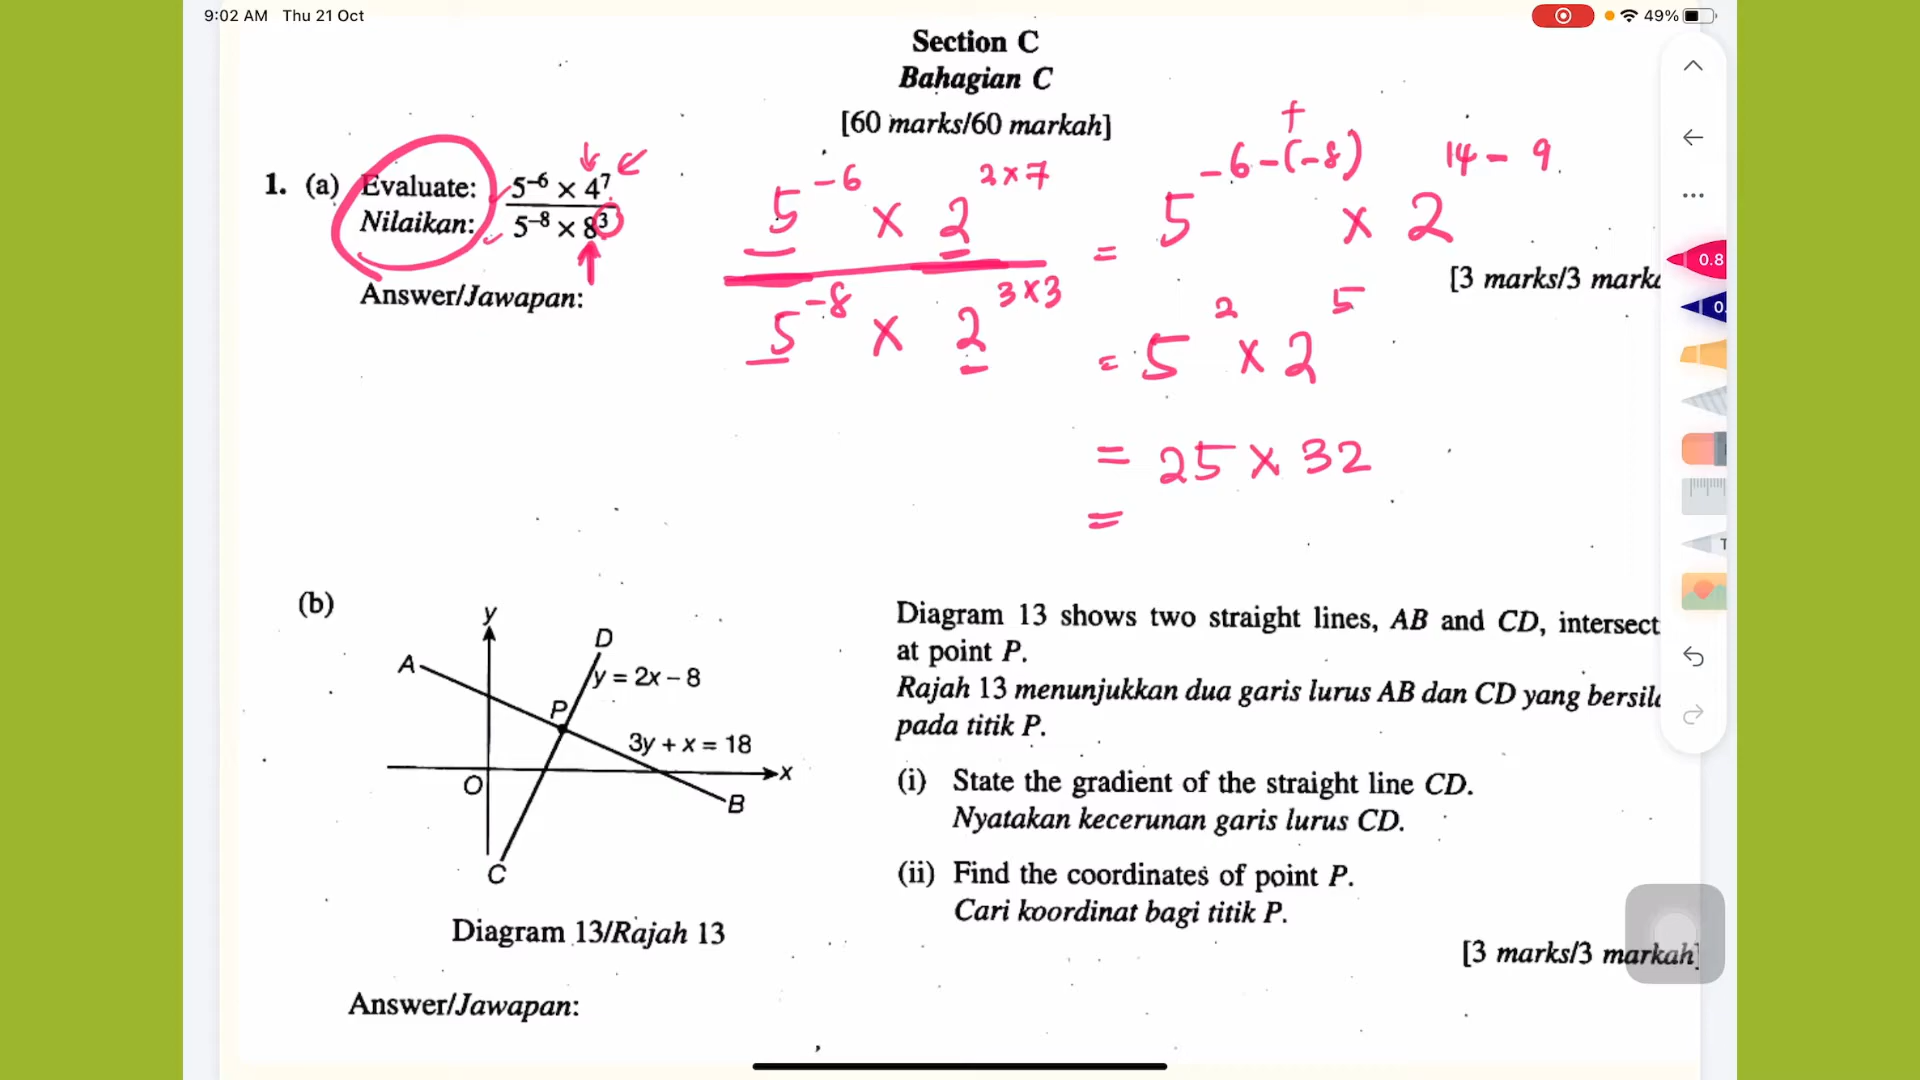 9:02 AM Thu 21 Oct
49%
Section C
Bahagian C
[60 marks/60 markah]
1. (a) Evaluate: 5⁻⁶ × 4⁷
Nilaikan: 5⁻⁸ × 8³
[3 marks/3 marka
Answer/Jawapan:
5⁻⁶ × 2²ˣ⁷
5⁻⁸ × 2³ˣ³
= 5⁻⁶⁻⁽⁻⁸⁾ × 2¹⁴⁻⁹
+
= 5² × 2⁵
= 25 × 32
=
0.8
0.
T
(b)
y
D
A
y = 2x – 8
P
3y + x = 18
x
O
B
C
Diagram 13/Rajah 13
Diagram 13 shows two straight lines, AB and CD, intersect
at point P.
Rajah 13 menunjukkan dua garis lurus AB dan CD yang bersila
pada titik P.
(i) State the gradient of the straight line CD.
Nyatakan kecerunan garis lurus CD.
(ii) Find the coordinates of point P.
Cari koordinat bagi titik P.
[3 marks/3 markah]
Answer/Jawapan: